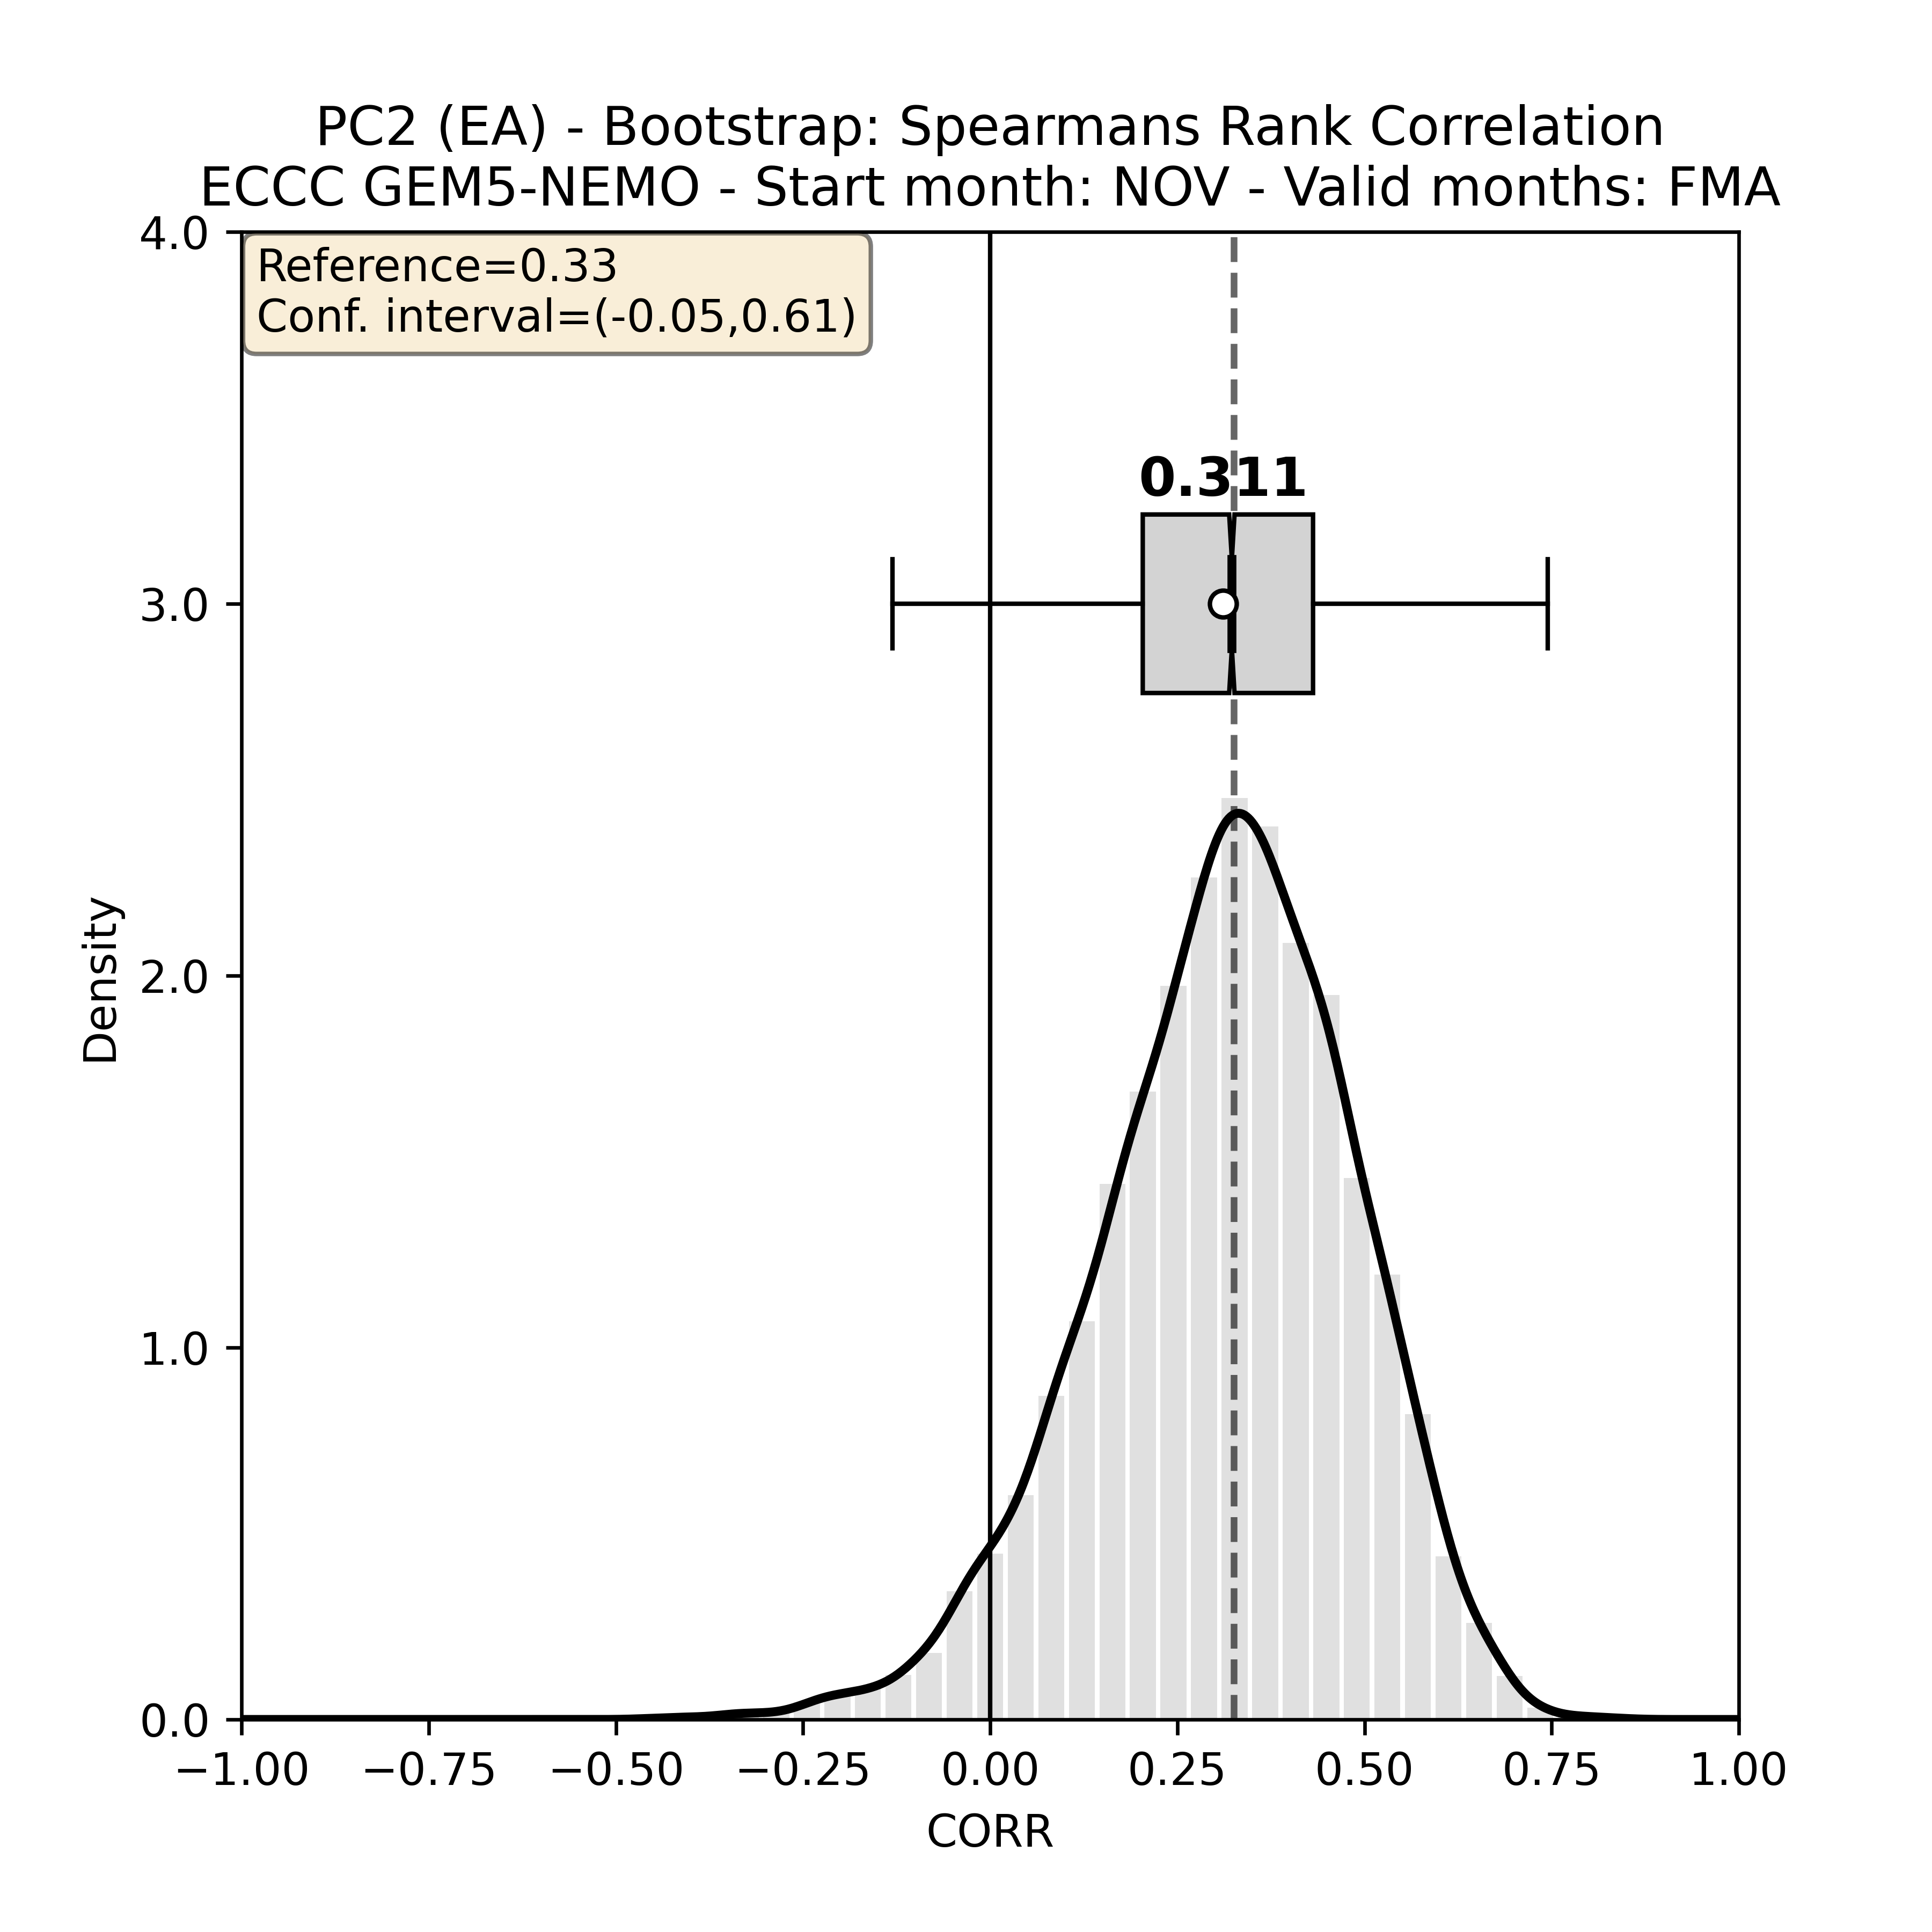 PC2 (EA) - Bootstrap: Spearmans Rank Correlation
ECCC GEM5-NEMO - Start month: NOV - Valid months: FMA
4.0
Reference=0.33
Conf. interval=(-0.05,0.61)
0.311
3.0
2.0
1.0
0.0
Density
−1.00 −0.75 −0.50 −0.25 0.00 0.25 0.50 0.75 1.00
CORR